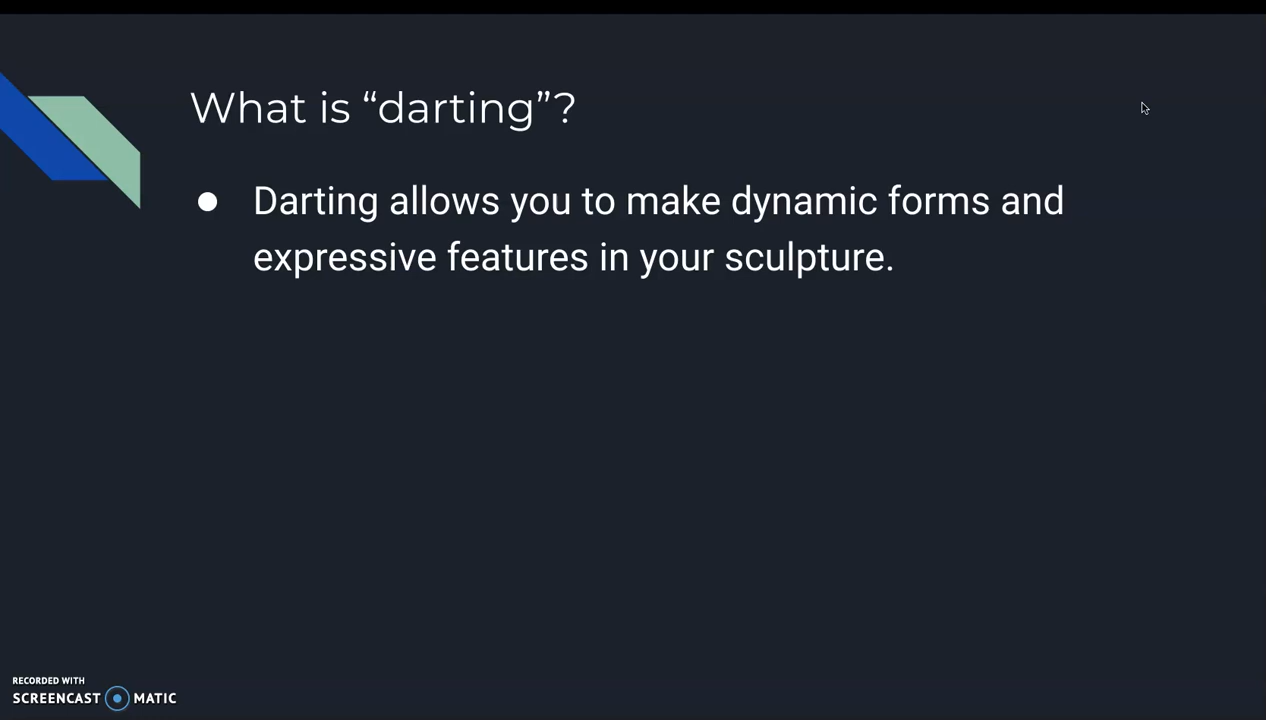 What is “darting”?
● Darting allows you to make dynamic forms and
expressive features in your sculpture.
RECORDED WITH
SCREENCAST MATIC